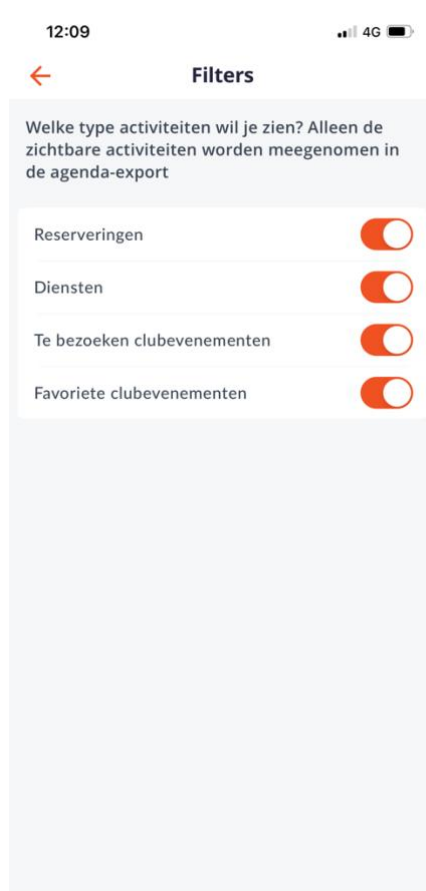 12:09
4G
Filters
Welke type activiteiten wil je zien? Alleen de
zichtbare activiteiten worden meegenomen in
de agenda-export
Reserveringen
Diensten
Te bezoeken clubevenementen
Favoriete clubevenementen